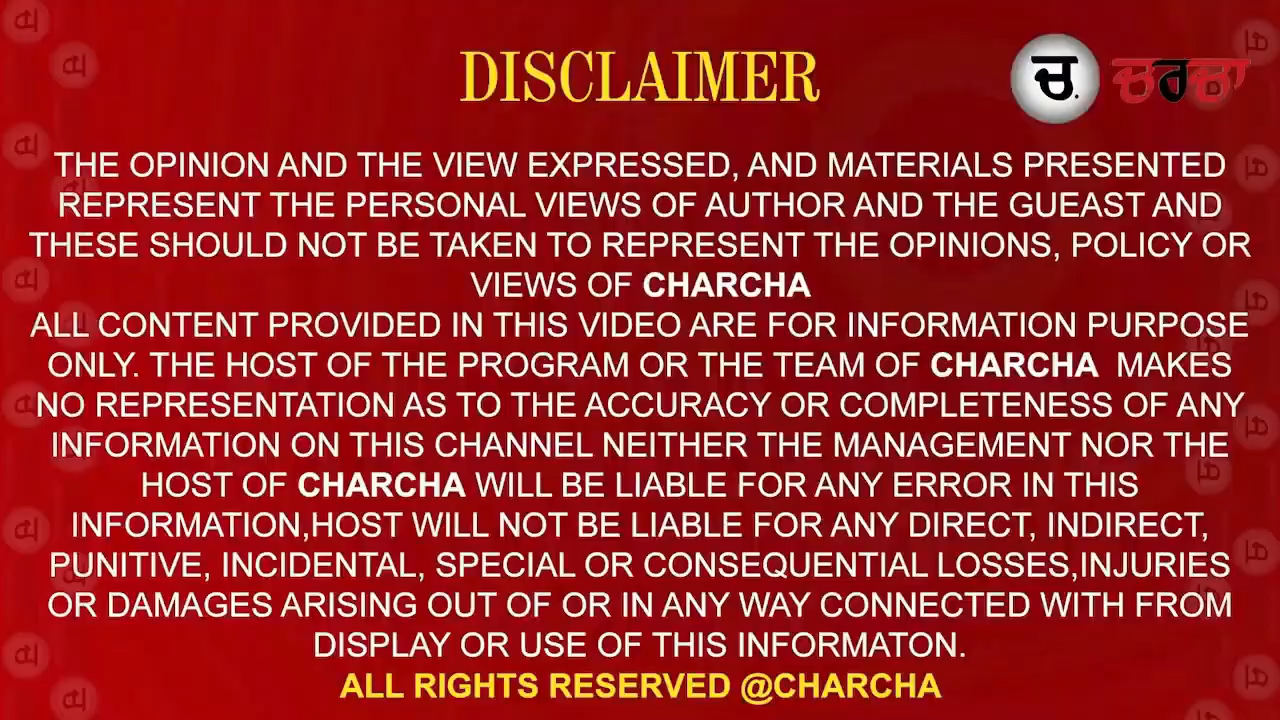 DISCLAIMER
ਚ. ਚਰਚਾ
THE OPINION AND THE VIEW EXPRESSED, AND MATERIALS PRESENTED
REPRESENT THE PERSONAL VIEWS OF AUTHOR AND THE GUEAST AND
THESE SHOULD NOT BE TAKEN TO REPRESENT THE OPINIONS, POLICY OR
VIEWS OF CHARCHA
ALL CONTENT PROVIDED IN THIS VIDEO ARE FOR INFORMATION PURPOSE
ONLY. THE HOST OF THE PROGRAM OR THE TEAM OF CHARCHA MAKES
NO REPRESENTATION AS TO THE ACCURACY OR COMPLETENESS OF ANY
INFORMATION ON THIS CHANNEL NEITHER THE MANAGEMENT NOR THE
HOST OF CHARCHA WILL BE LIABLE FOR ANY ERROR IN THIS
INFORMATION,HOST WILL NOT BE LIABLE FOR ANY DIRECT, INDIRECT,
PUNITIVE, INCIDENTAL, SPECIAL OR CONSEQUENTIAL LOSSES,INJURIES
OR DAMAGES ARISING OUT OF OR IN ANY WAY CONNECTED WITH FROM
DISPLAY OR USE OF THIS INFORMATON.
ALL RIGHTS RESERVED @CHARCHA